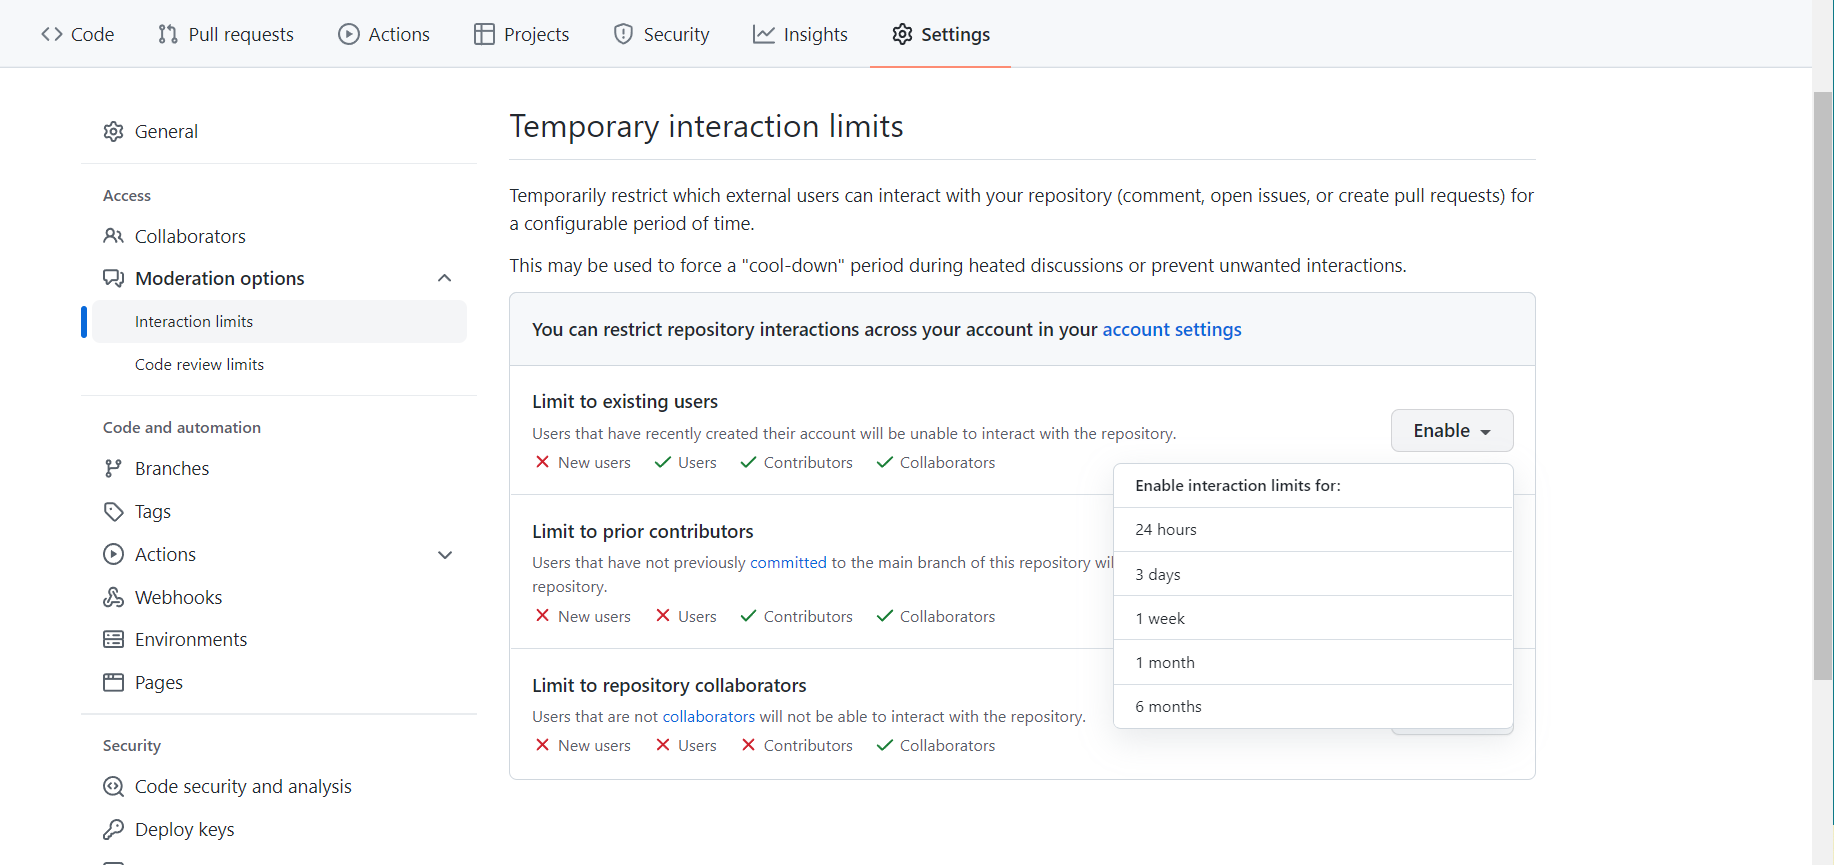 Code Pull requests Actions Projects Security Insights Settings
General
Access
Collaborators
Moderation options
Interaction limits
Code review limits
Code and automation
Branches
Tags
Actions
Webhooks
Environments
Pages
Security
Code security and analysis
Deploy keys
Temporary interaction limits
Temporarily restrict which external users can interact with your repository (comment, open issues, or create pull requests) for
a configurable period of time.
This may be used to force a "cool-down" period during heated discussions or prevent unwanted interactions.
You can restrict repository interactions across your account in your account settings
Limit to existing users
Users that have recently created their account will be unable to interact with the repository.
New users Users Contributors Collaborators
Enable
Enable interaction limits for:
24 hours
3 days
1 week
1 month
6 months
Limit to prior contributors
Users that have not previously committed to the main branch of this repository
repository.
New users Users Contributors Collaborators
Limit to repository collaborators
Users that are not collaborators will not be able to interact with the repository.
New users Users Contributors Collaborators